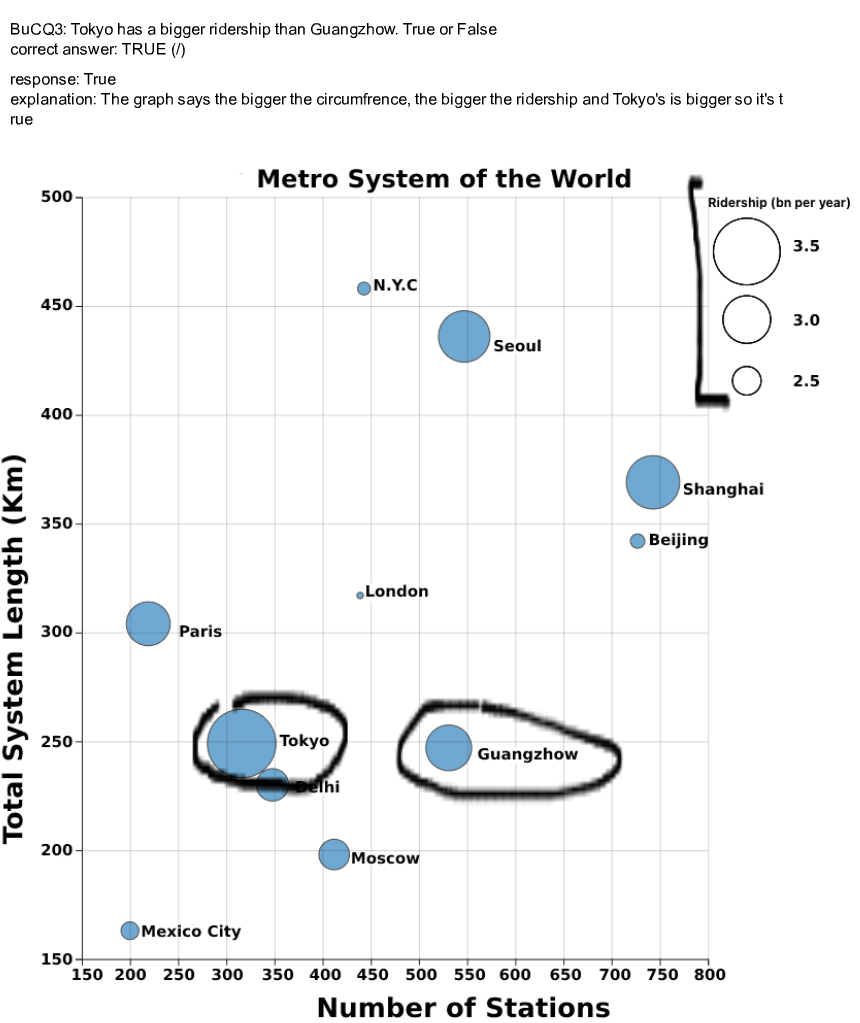 BuCQ3: Tokyo has a bigger ridership than Guangzhow. True or False
correct answer: TRUE (/)
response: True
explanation: The graph says the bigger the circumfrence, the bigger the ridership and Tokyo's is bigger so it's t
rue
Metro System of the World
Ridership (bn per year)
3.5
3.0
2.5
500
450
400
350
300
250
200
150
Total System Length (Km)
N.Y.C
Seoul
Shanghai
Beijing
London
Paris
Tokyo
Guangzhow
Delhi
Moscow
Mexico City
150 200 250 300 350 400 450 500 550 600 650 700 750 800
Number of Stations